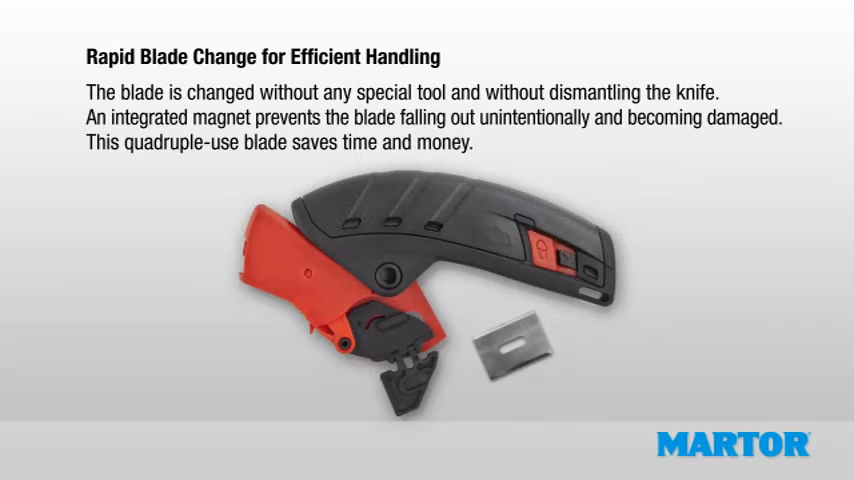 Rapid Blade Change for Efficient Handling
The blade is changed without any special tool and without dismantling the knife.
An integrated magnet prevents the blade falling out unintentionally and becoming damaged.
This quadruple-use blade saves time and money.
MARTOR